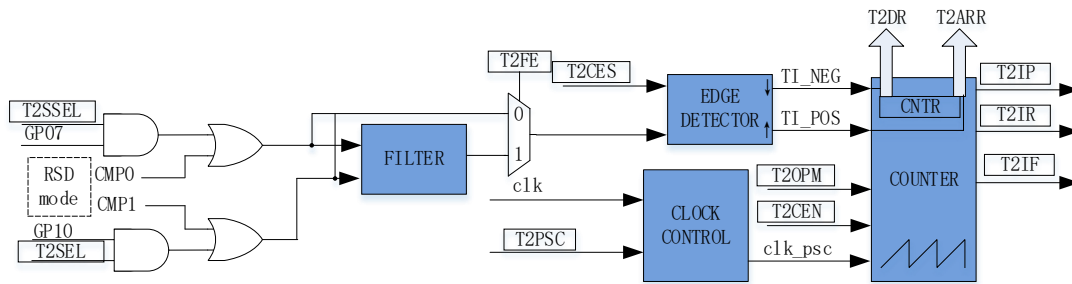 T2DR
T2ARR
T2FE
T2CES
TI_NEG
T2IP
T2SSEL
GP07
0
EDGE
DETECTOR
CNTR
TI_POS
T2IR
1
FILTER
RSD
mode
CMP0
CMP1
clk
T2OPM
COUNTER
T2IF
GP10
T2SEL
CLOCK
CONTROL
T2CEN
T2PSC
clk_psc